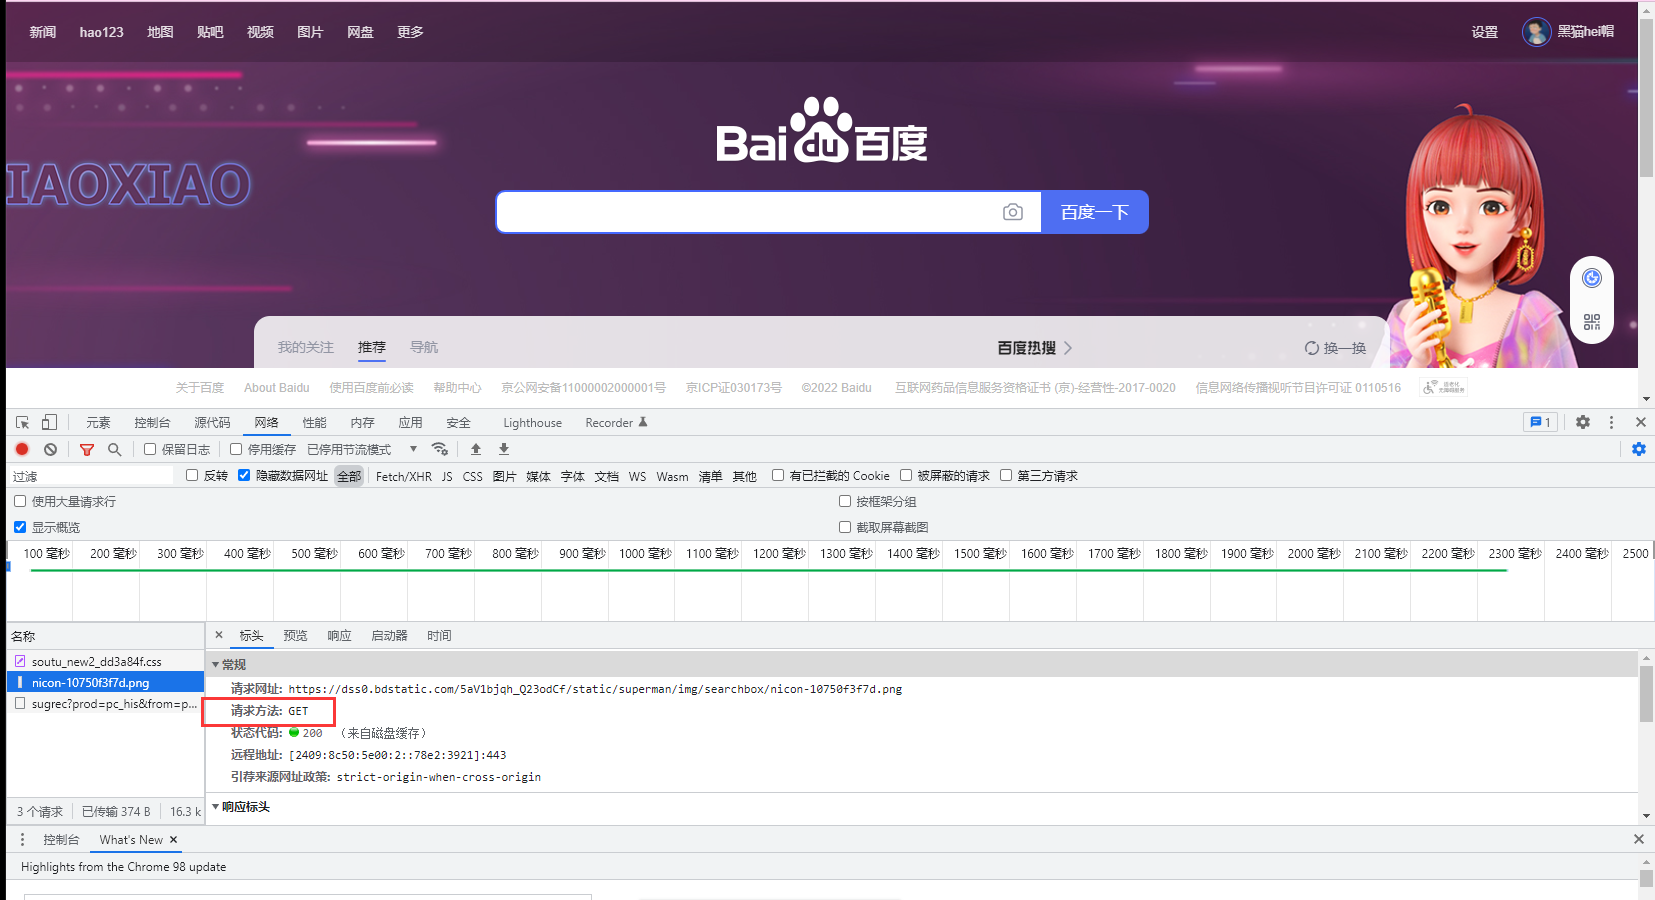 新闻 hao123 地图 贴吧 视频 图片 网盘 更多 设置 黑猫hei帽
IAOXIAO
Bai du 百度
百度一下
我的关注 推荐 导航 百度热搜 换一换
关于百度 About Baidu 使用百度前必读 帮助中心 京公网安备11000002000001号 京ICP证030173号 ©2022 Baidu 互联网药品信息服务资格证书 (京)-经营性-2017-0020 信息网络传播视听节目许可证 0110516
元素 控制台 源代码 网络 性能 内存 应用 安全 Lighthouse Recorder 1
保留日志 停用缓存 已停用节流模式
过滤 反转 隐藏数据网址 全部 Fetch/XHR JS CSS 图片 媒体 字体 文档 WS Wasm 清单 其他 有已拦截的 Cookie 被屏蔽的请求 第三方请求
使用大量请求行 按框架分组
显示概览 截取屏幕截图
100 毫秒 200 毫秒 300 毫秒 400 毫秒 500 毫秒 600 毫秒 700 毫秒 800 毫秒 900 毫秒 1000 毫秒 1100 毫秒 1200 毫秒 1300 毫秒 1400 毫秒 1500 毫秒 1600 毫秒 1700 毫秒 1800 毫秒 1900 毫秒 2000 毫秒 2100 毫秒 2200 毫秒 2300 毫秒 2400 毫秒 2500
名称 × 标头 预览 响应 启动器 时间
soutu_new2_dd3a84f.css
nicon-10750f3f7d.png
sugrec?prod=pc_his&from=p...
常规
请求网址: https://dss0.bdstatic.com/5aV1bjqh_Q23odCf/static/superman/img/searchbox/nicon-10750f3f7d.png
请求方法: GET
状态代码: 200 (来自磁盘缓存)
远程地址: [2409:8c50:5e00:2::78e2:3921]:443
引荐来源网址政策: strict-origin-when-cross-origin
响应标头
3 个请求 已传输 374 B 16.3 k
控制台 What's New ×
Highlights from the Chrome 98 update